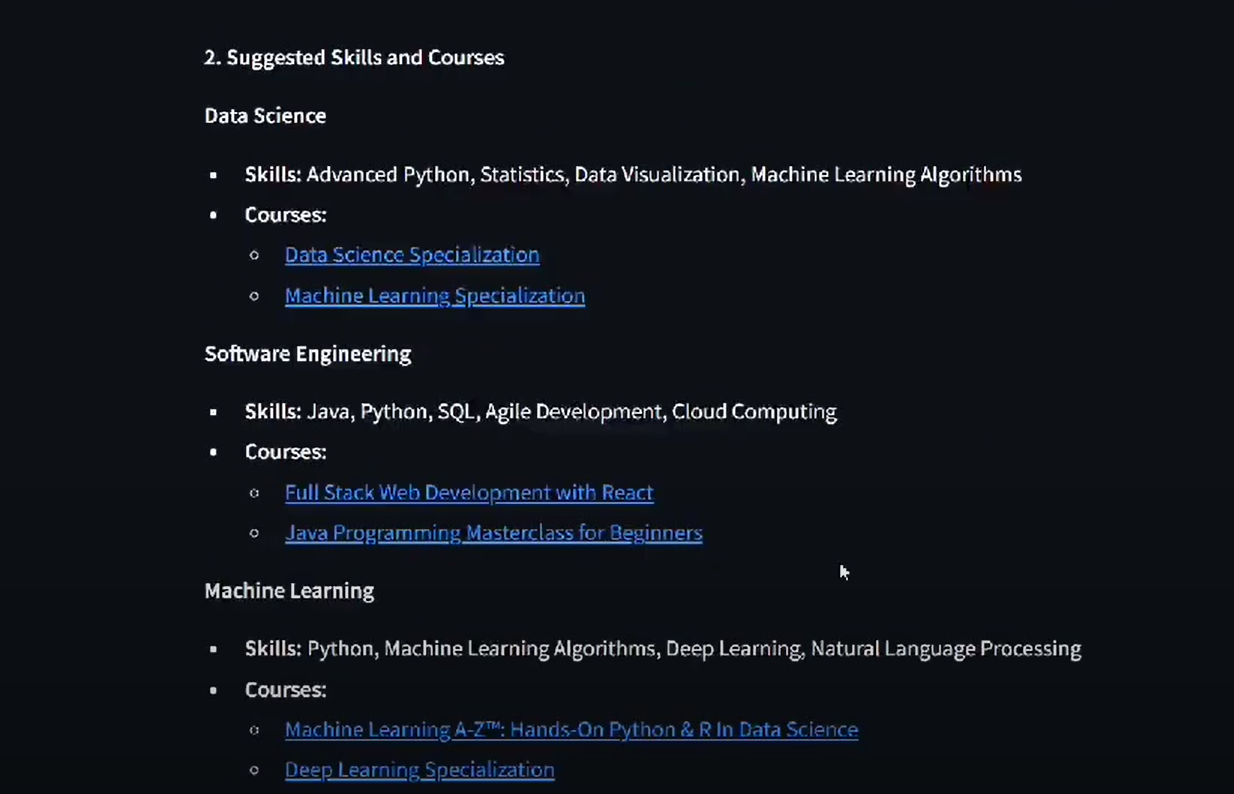 2. Suggested Skills and Courses
Data Science
Skills: Advanced Python, Statistics, Data Visualization, Machine Learning Algorithms
Courses:
Data Science Specialization
Machine Learning Specialization
Software Engineering
Skills: Java, Python, SQL, Agile Development, Cloud Computing
Courses:
Full Stack Web Development with React
Java Programming Masterclass for Beginners
Machine Learning
Skills: Python, Machine Learning Algorithms, Deep Learning, Natural Language Processing
Courses:
Machine Learning A-Z™: Hands-On Python & R In Data Science
Deep Learning Specialization